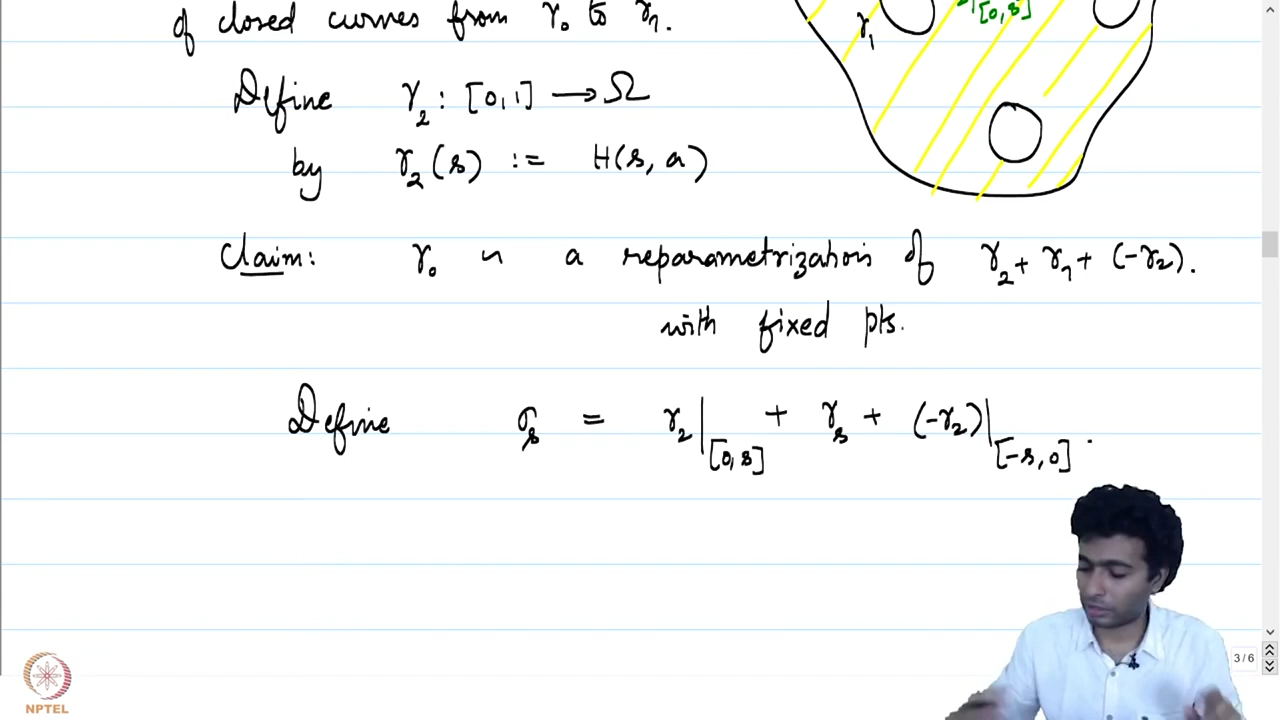 of closed curves from γ₀ to γ₁.
γ₁
[0,s]
Define γ₂ : [0,1] → Ω
by γ₂(s) := H(s, a)
Claim: γ₀ is a reparametrization of γ₂ + γ₁ + (-γ₂).
with fixed pts.
Define σₛ = γ₂|[0,s] + γₛ + (-γ₂)|[-s,0].
3 / 6
NPTEL